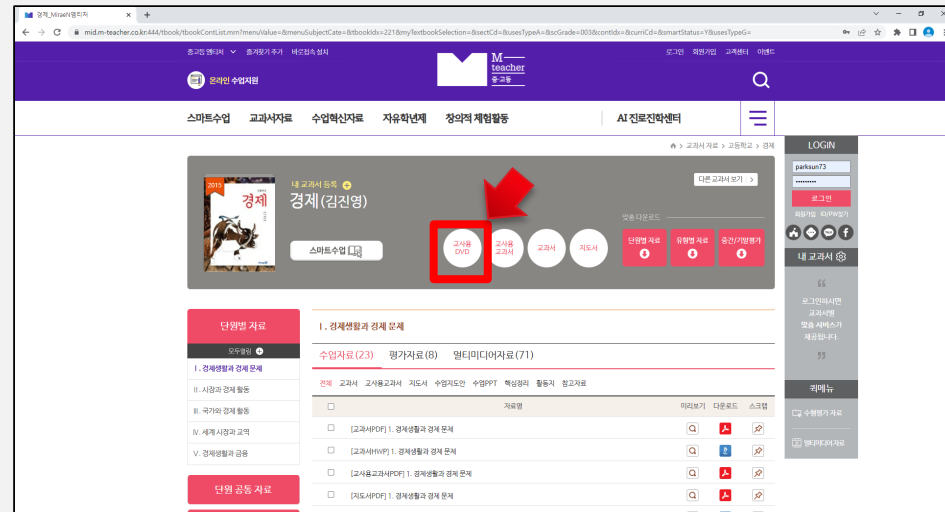 경제_MiraeN엠티처
mid.m-teacher.co.kr:444/tbook/tbookContList.mrn?menuValue=&menuSubjectCate=&tbookIdx=221&myTextbookSelection=&sectCd=&usesTypeA=&scGrade=003&contIdx=&curriCd=&smartStatus=Y&usesTypeG=
중고등 엠티처 즐겨찾기 추가 바로접속 설치
로그인 회원가입 고객센터 이벤트
온라인 수업지원
M
teacher
중·고등
스마트수업 교과서자료 수업혁신자료 자유학년제 창의적 체험활동 AI 진로진학센터
> 교과서 자료 > 고등학교 > 경제
LOGIN
parksun73
로그인
회원가입 ID/PW찾기
내 교과서
로그인하시면
교과서별
맞춤 서비스가
제공됩니다.
퀵메뉴
수행평가 자료
멀티미디어자료
2015
경제
내 교과서 등록
경제(김진영)
다른 교과서 보기 >
스마트수업
교사용
DVD
교사용
교과서
교과서
지도서
맞춤 다운로드
단원별 자료 유형별 자료 중간/기말평가
단원별 자료
모두열림
Ⅰ. 경제생활과 경제 문제
Ⅱ. 시장과 경제 활동
Ⅲ. 국가와 경제 활동
Ⅳ. 세계 시장과 교역
Ⅴ. 경제생활과 금융
단원 공통 자료
Ⅰ. 경제생활과 경제 문제
수업자료(23) 평가자료(8) 멀티미디어자료(71)
전체 교과서 교사용교과서 지도서 수업지도안 수업PPT 핵심정리 활동지 참고자료
자료명 미리보기 다운로드 스크랩
[교과서PDF] 1. 경제생활과 경제 문제
[교과서HWP] 1. 경제생활과 경제 문제
[교사용교과서PDF] 1. 경제생활과 경제 문제
[지도서PDF] 1. 경제생활과 경제 문제